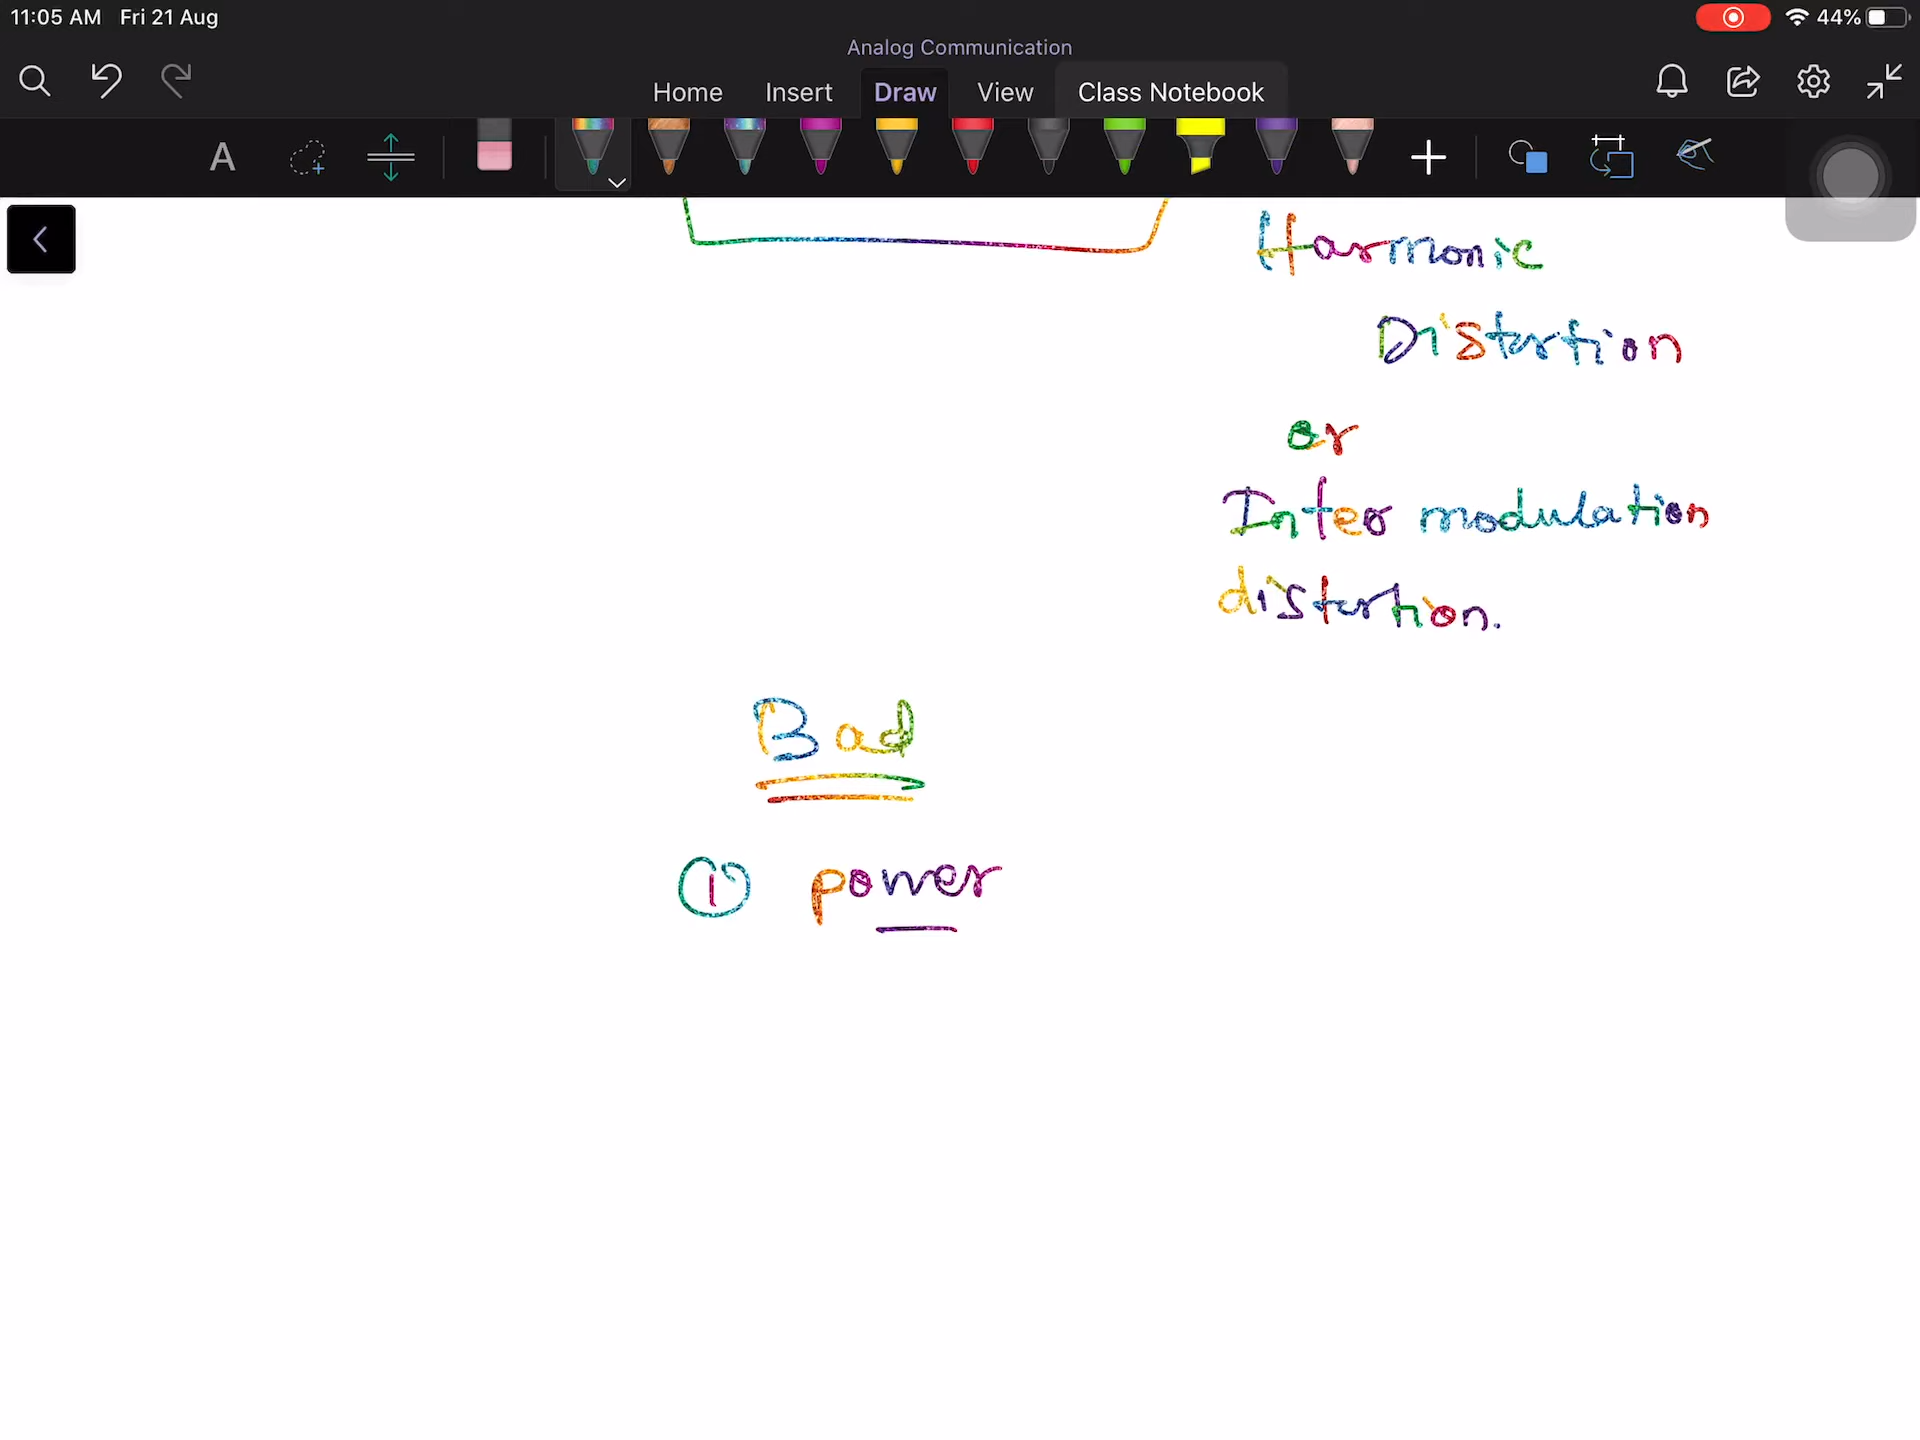 11:05 AM Fri 21 Aug 44%
Analog Communication
Home Insert Draw View Class Notebook
A
Harmonic
Distortion
or
Inter modulation
distortion.
Bad
① power